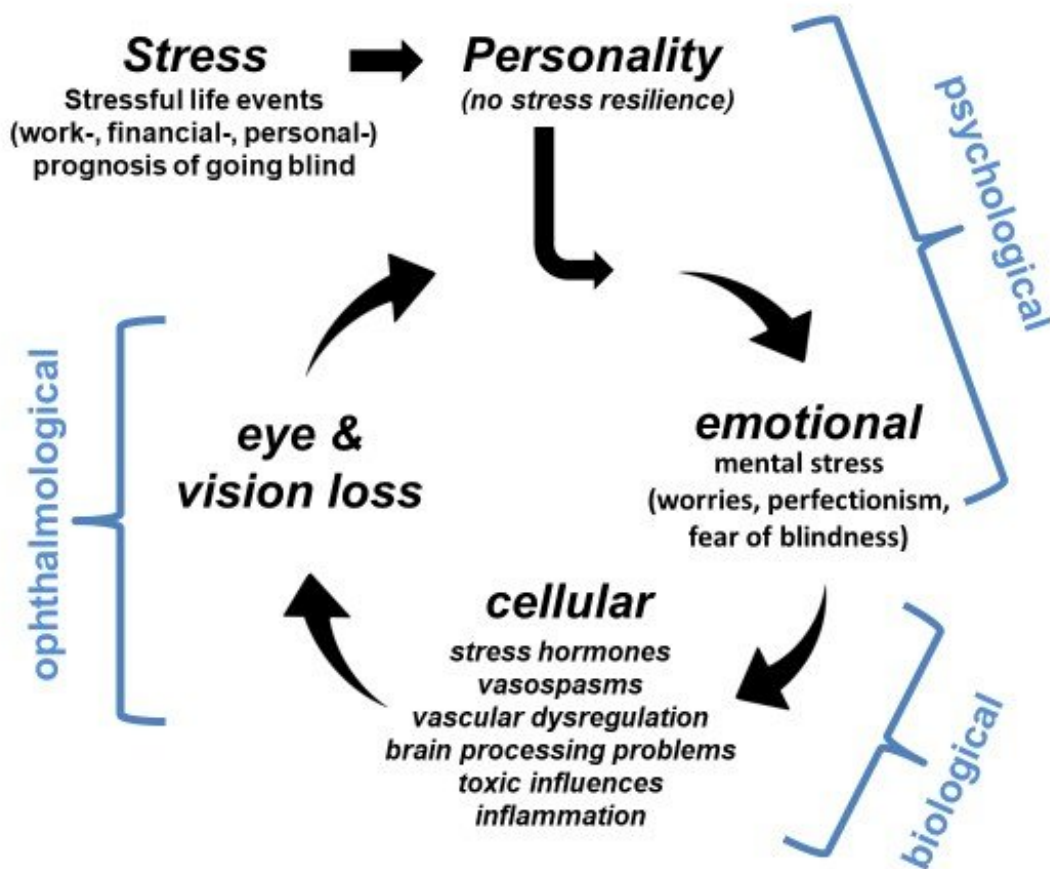 Stress
Stressful life events
(work-, financial-, personal-)
prognosis of going blind
Personality
(no stress resilience)
psychological
emotional
mental stress
(worries, perfectionism,
fear of blindness)
biological
cellular
stress hormones
vasospasms
vascular dysregulation
brain processing problems
toxic influences
inflammation
eye &
vision loss
ophthalmological